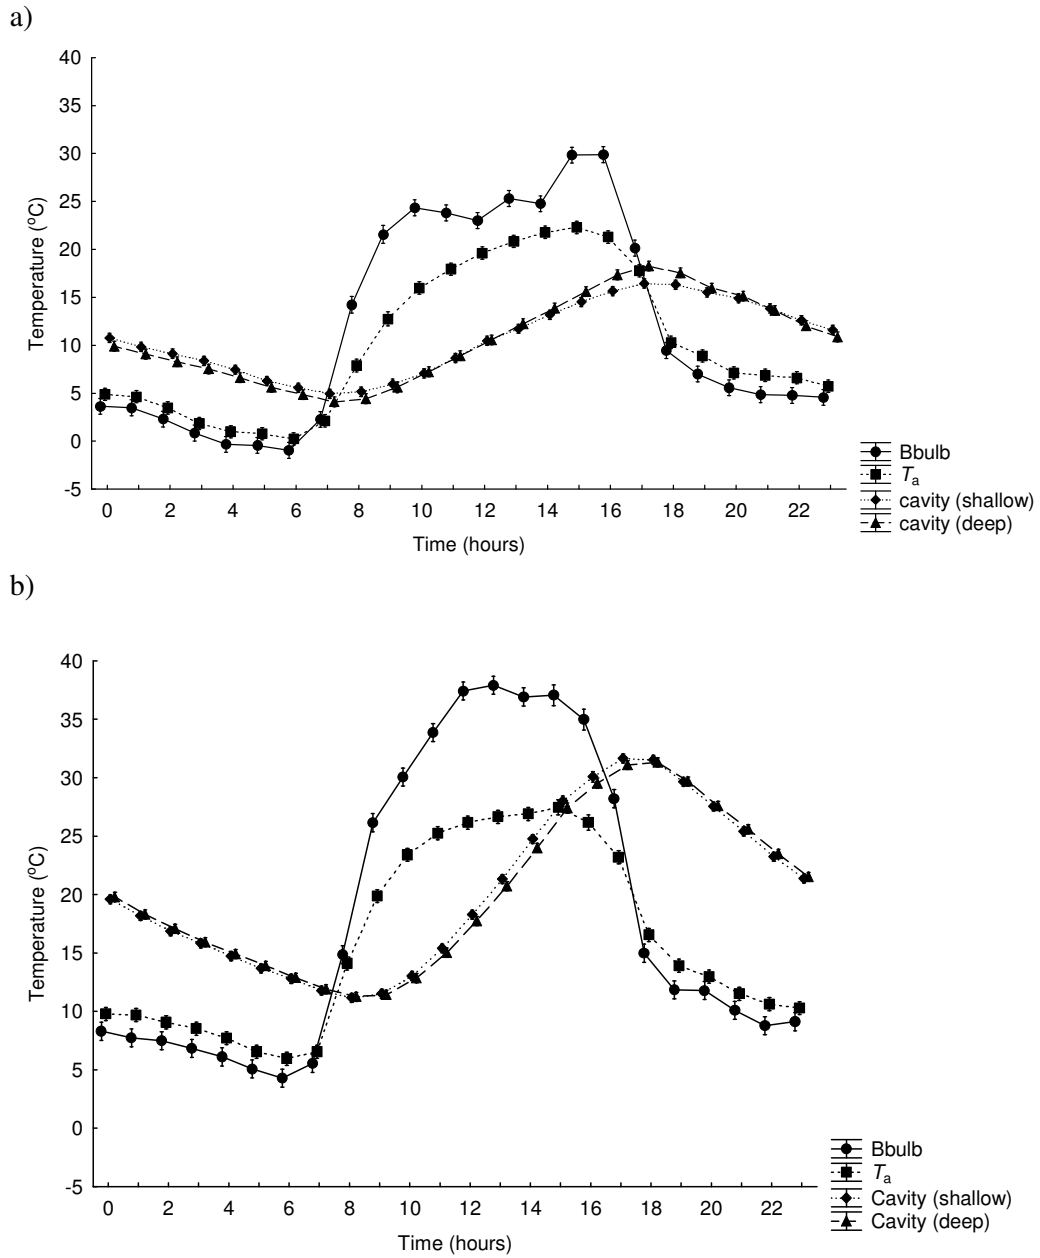 a)
40
35
30
25
20
15
10
5
0
-5
Temperature (ºC)
0 2 4 6 8 10 12 14 16 18 20 22
Time (hours)
Bbulb
Ta
cavity (shallow)
cavity (deep)
b)
40
35
30
25
20
15
10
5
0
-5
Temperature (ºC)
0 2 4 6 8 10 12 14 16 18 20 22
Time (hours)
Bbulb
Ta
Cavity (shallow)
Cavity (deep)